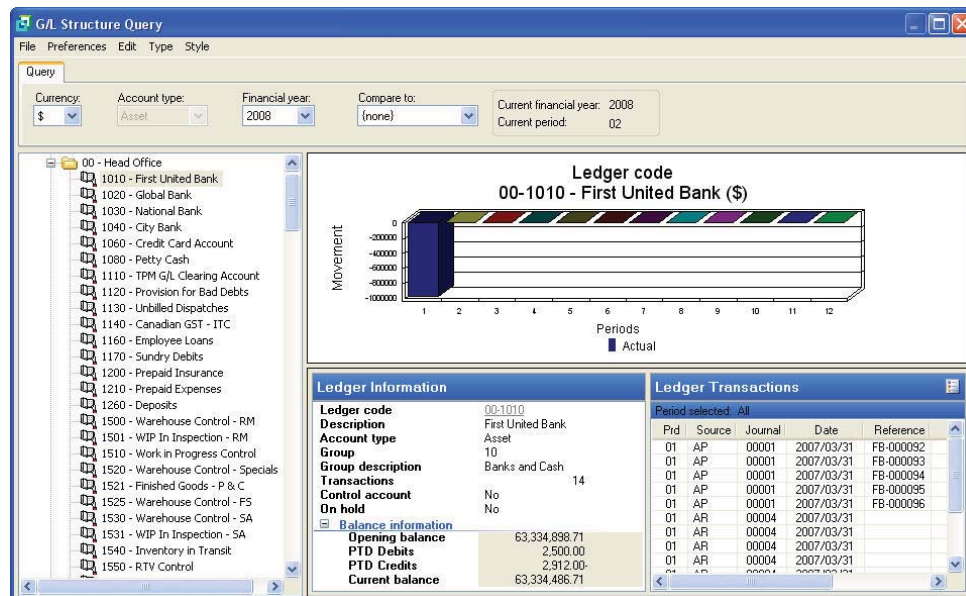 G/L Structure Query
File Preferences Edit Type Style
Query
Currency: Account type: Financial year: Compare to:
$ Asset 2008 (none)
Current financial year: 2008
Current period: 02
00 - Head Office
1010 - First United Bank
1020 - Global Bank
1030 - National Bank
1040 - City Bank
1060 - Credit Card Account
1080 - Petty Cash
1110 - TPM G/L Clearing Account
1120 - Provision for Bad Debts
1130 - Unbilled Dispatches
1140 - Canadian GST - ITC
1160 - Employee Loans
1170 - Sundry Debits
1200 - Prepaid Insurance
1210 - Prepaid Expenses
1260 - Deposits
1500 - Warehouse Control - RM
1501 - WIP In Inspection - RM
1510 - Work in Progress Control
1520 - Warehouse Control - Specials
1521 - Finished Goods - P & C
1525 - Warehouse Control - FS
1530 - Warehouse Control - SA
1531 - WIP In Inspection - SA
1540 - Inventory in Transit
1550 - RTV Control
Ledger code
00-1010 - First United Bank ($)
Movement
0
-200000
-400000
-600000
-800000
-1000000
1 2 3 4 5 6 7 8 9 10 11 12
Periods
Actual
Ledger Information
Ledger code 00-1010
Description First United Bank
Account type Asset
Group 10
Group description Banks and Cash
Transactions 14
Control account No
On hold No
Balance information
Opening balance 63,334,898.71
PTD Debits 2,500.00
PTD Credits 2,912.00-
Current balance 63,334,486.71
Ledger Transactions
Period selected: All
Prd Source Journal Date Reference
01 AP 00001 2007/03/31 FB-000092
01 AP 00001 2007/03/31 FB-000093
01 AP 00001 2007/03/31 FB-000094
01 AP 00001 2007/03/31 FB-000095
01 AP 00001 2007/03/31 FB-000096
01 AR 00004 2007/03/31
01 AR 00004 2007/03/31
01 AR 00004 2007/03/31
01 AR 00004 2007/03/31